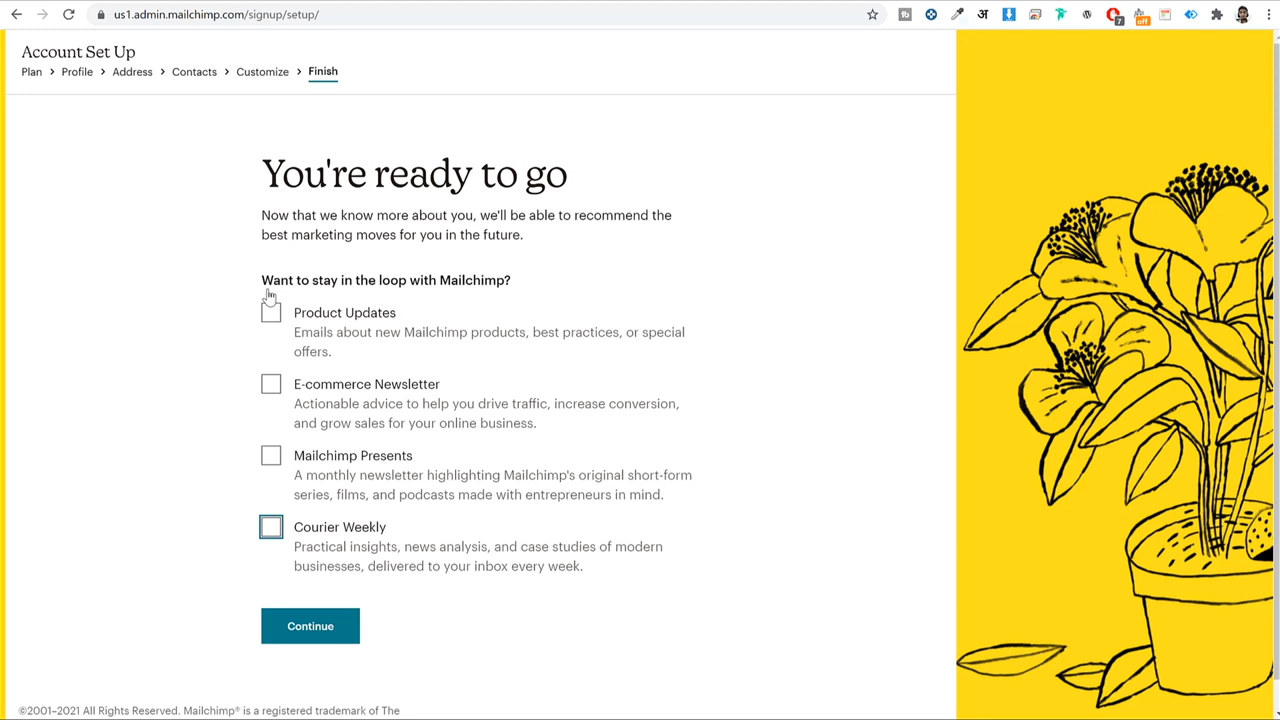 us1.admin.mailchimp.com/signup/setup/
अ
7
off
Account Set Up
Plan > Profile > Address > Contacts > Customize > Finish
You're ready to go
Now that we know more about you, we'll be able to recommend the
best marketing moves for you in the future.
Want to stay in the loop with Mailchimp?
Product Updates
Emails about new Mailchimp products, best practices, or special
offers.
E-commerce Newsletter
Actionable advice to help you drive traffic, increase conversion,
and grow sales for your online business.
Mailchimp Presents
A monthly newsletter highlighting Mailchimp's original short-form
series, films, and podcasts made with entrepreneurs in mind.
Courier Weekly
Practical insights, news analysis, and case studies of modern
businesses, delivered to your inbox every week.
Continue
©2001–2021 All Rights Reserved. Mailchimp® is a registered trademark of The